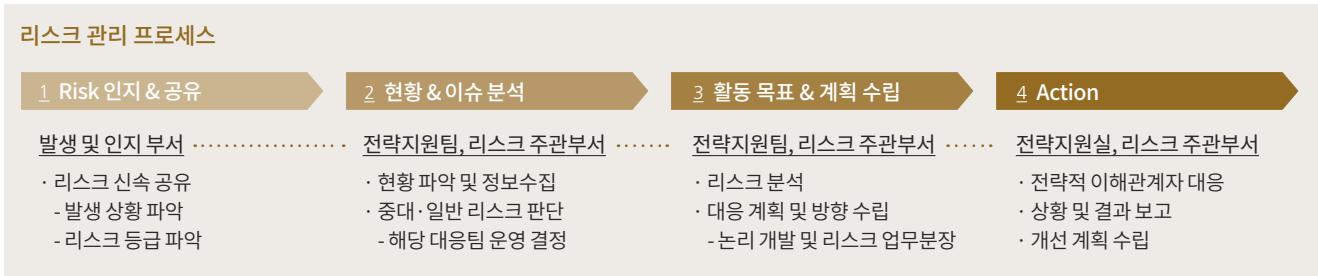 리스크 관리 프로세스
1 Risk 인지 & 공유
발생 및 인지 부서
· 리스크 신속 공유
- 발생 상황 파악
- 리스크 등급 파악
2 현황 & 이슈 분석
전략지원팀, 리스크 주관부서
· 현황 파악 및 정보수집
· 중대·일반 리스크 판단
- 해당 대응팀 운영 결정
3 활동 목표 & 계획 수립
전략지원팀, 리스크 주관부서
· 리스크 분석
· 대응 계획 및 방향 수립
- 논리 개발 및 리스크 업무분장
4 Action
전략지원실, 리스크 주관부서
· 전략적 이해관계자 대응
· 상황 및 결과 보고
· 개선 계획 수립